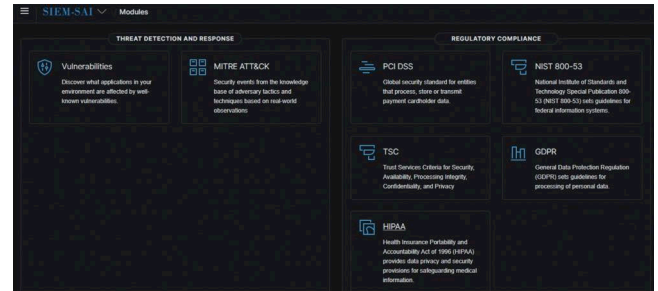 SIEM-SAI Modules
THREAT DETECTION AND RESPONSE
Vulnerabilities
Discover what applications in your
environment are affected by well-
known vulnerabilities.
MITRE ATT&CK
Security events from the knowledge
base of adversary tactics and
techniques based on real-world
observations
REGULATORY COMPLIANCE
PCI DSS
Global security standard for entities
that process, store or transmit
payment cardholder data.
NIST 800-53
National Institute of Standards and
Technology Special Publication 800-
53 (NIST 800-53) sets guidelines for
federal information systems.
TSC
Trust Services Criteria for Security,
Availability, Processing Integrity,
Confidentiality, and Privacy
GDPR
General Data Protection Regulation
(GDPR) sets guidelines for
processing of personal data.
HIPAA
Health Insurance Portability and
Accountability Act of 1996 (HIPAA)
provides data privacy and security
provisions for safeguarding medical
information.